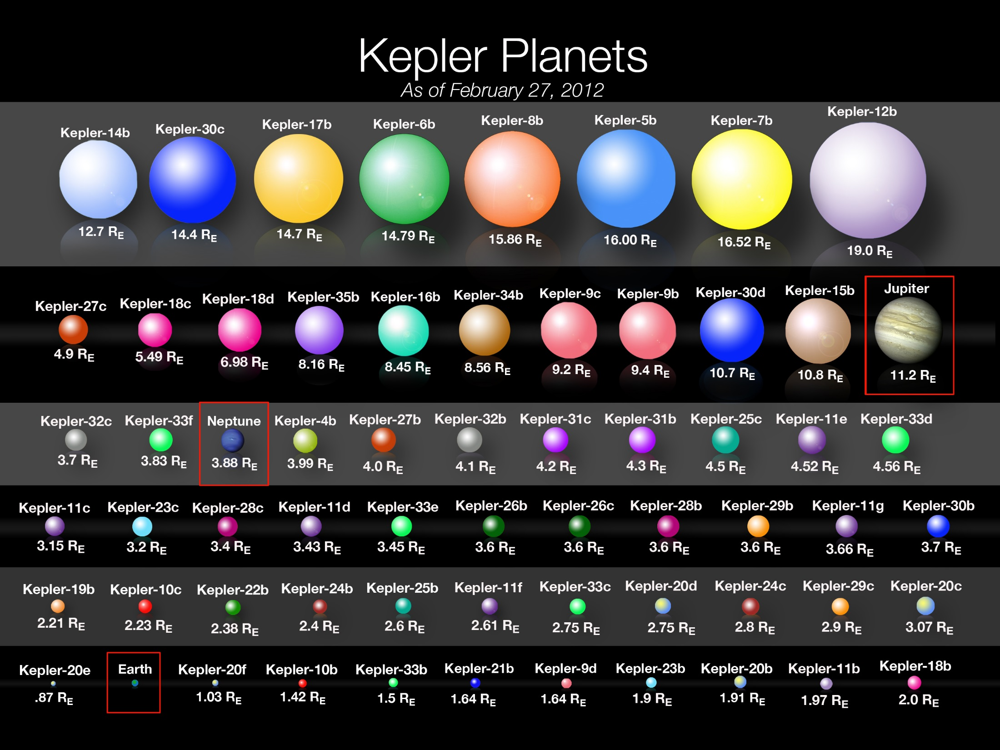 Kepler Planets
As of February 27, 2012
Kepler-14b Kepler-30c Kepler-17b Kepler-6b Kepler-8b Kepler-5b Kepler-7b Kepler-12b
12.7 RE 14.4 RE 14.7 RE 14.79 RE 15.86 RE 16.00 RE 16.52 RE 19.0 RE
Kepler-27c Kepler-18c Kepler-18d Kepler-35b Kepler-16b Kepler-34b Kepler-9c Kepler-9b Kepler-30d Kepler-15b Jupiter
4.9 RE 5.49 RE 6.98 RE 8.16 RE 8.45 RE 8.56 RE 9.2 RE 9.4 RE 10.7 RE 10.8 RE 11.2 RE
Kepler-32c Kepler-33f Neptune Kepler-4b Kepler-27b Kepler-32b Kepler-31c Kepler-31b Kepler-25c Kepler-11e Kepler-33d
3.7 RE 3.83 RE 3.88 RE 3.99 RE 4.0 RE 4.1 RE 4.2 RE 4.3 RE 4.5 RE 4.52 RE 4.56 RE
Kepler-11c Kepler-23c Kepler-28c Kepler-11d Kepler-33e Kepler-26b Kepler-26c Kepler-28b Kepler-29b Kepler-11g Kepler-30b
3.15 RE 3.2 RE 3.4 RE 3.43 RE 3.45 RE 3.6 RE 3.6 RE 3.6 RE 3.6 RE 3.66 RE 3.7 RE
Kepler-19b Kepler-10c Kepler-22b Kepler-24b Kepler-25b Kepler-11f Kepler-33c Kepler-20d Kepler-24c Kepler-29c Kepler-20c
2.21 RE 2.23 RE 2.38 RE 2.4 RE 2.6 RE 2.61 RE 2.75 RE 2.75 RE 2.8 RE 2.9 RE 3.07 RE
Kepler-20e Earth Kepler-20f Kepler-10b Kepler-33b Kepler-21b Kepler-9d Kepler-23b Kepler-20b Kepler-11b Kepler-18b
.87 RE 1.03 RE 1.42 RE 1.5 RE 1.64 RE 1.64 RE 1.9 RE 1.91 RE 1.97 RE 2.0 RE